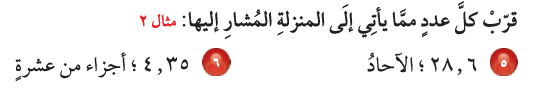 قرّبْ كلَّ عددٍ ممَّا يأتي إلَى المنزلةِ المُشارِ إليها: مثال ٢
٥ ٢٨,٦ ؛ الآحادُ ٦ ٤,٣٥ ؛ أجزاء من عشرةٍ